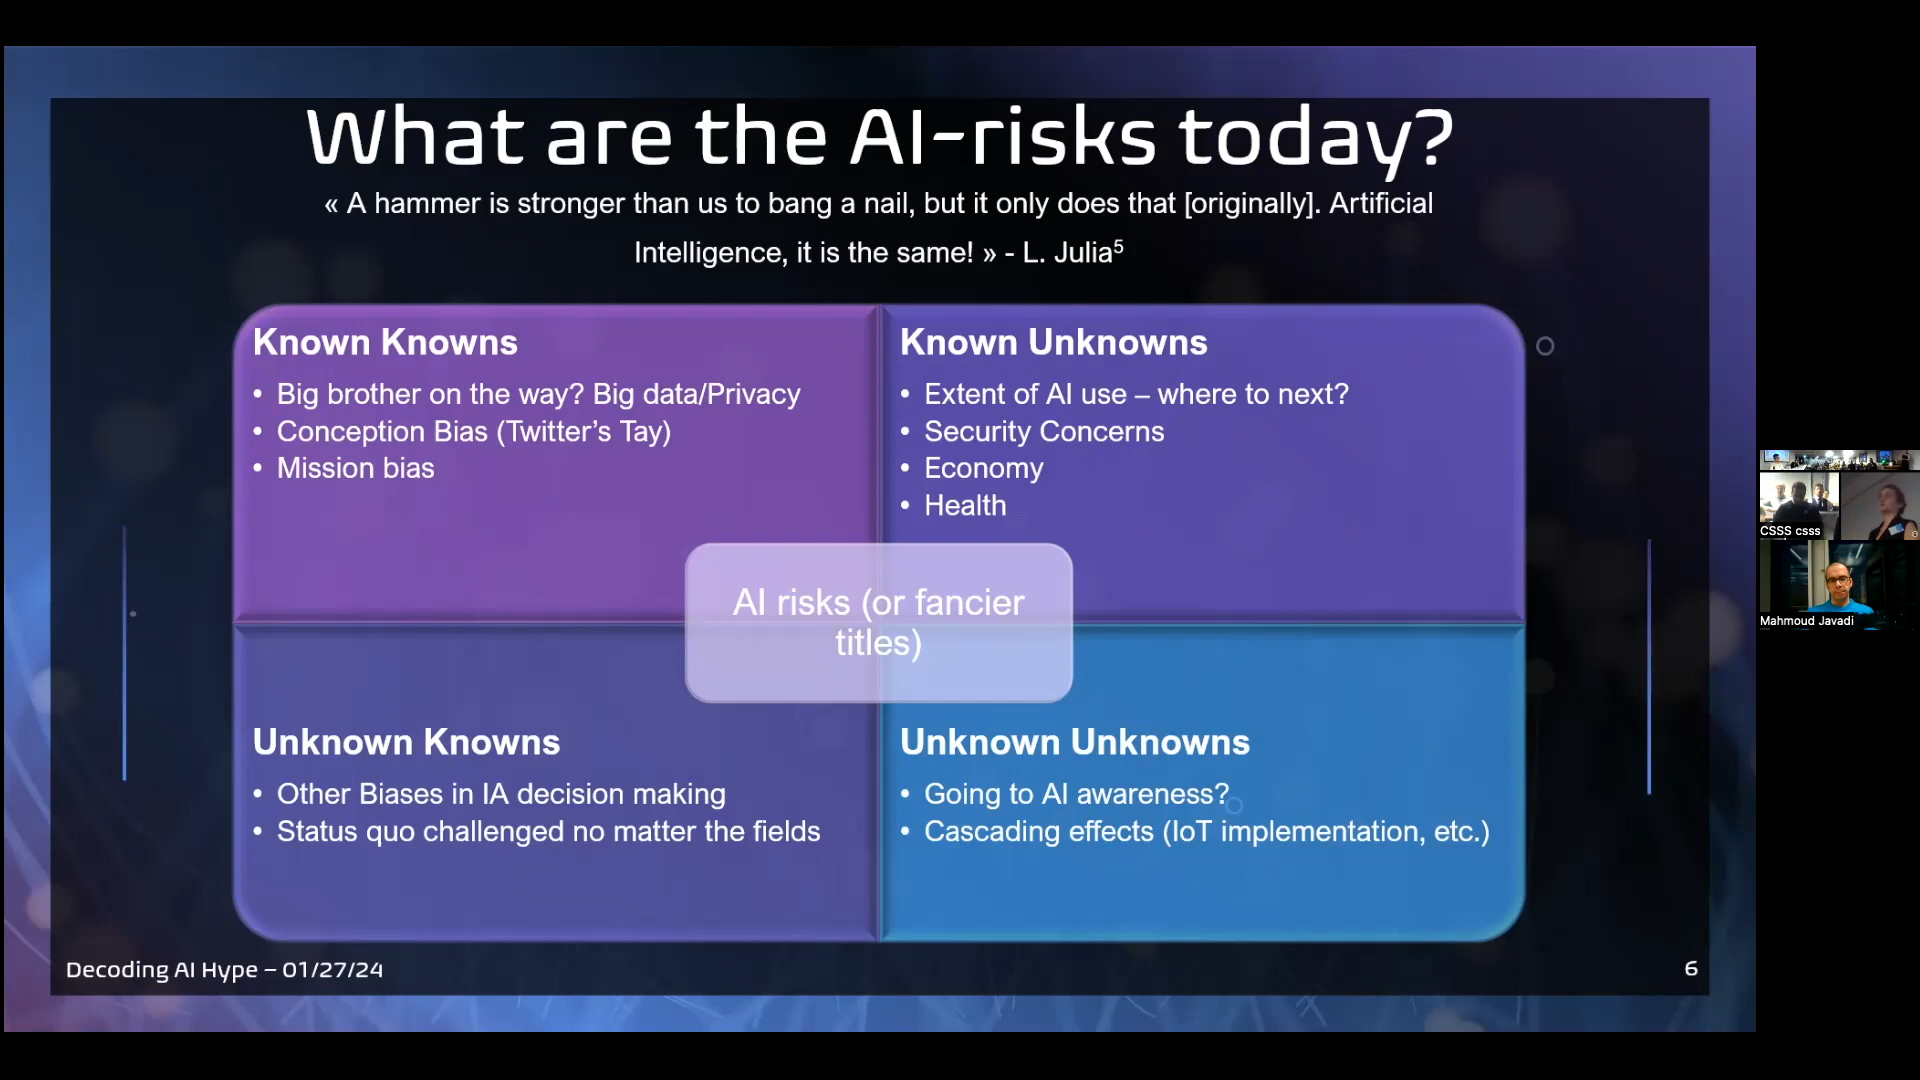 What are the AI-risks today?
« A hammer is stronger than us to bang a nail, but it only does that [originally]. Artificial
Intelligence, it is the same! » - L. Julia⁵
Known Knowns
• Big brother on the way? Big data/Privacy
• Conception Bias (Twitter’s Tay)
• Mission bias
Known Unknowns
• Extent of AI use – where to next?
• Security Concerns
• Economy
• Health
AI risks (or fancier
titles)
Unknown Knowns
• Other Biases in IA decision making
• Status quo challenged no matter the fields
Unknown Unknowns
• Going to AI awareness?
• Cascading effects (IoT implementation, etc.)
Decoding AI Hype – 01/27/24
6
CSSS csss
Mahmoud Javadi